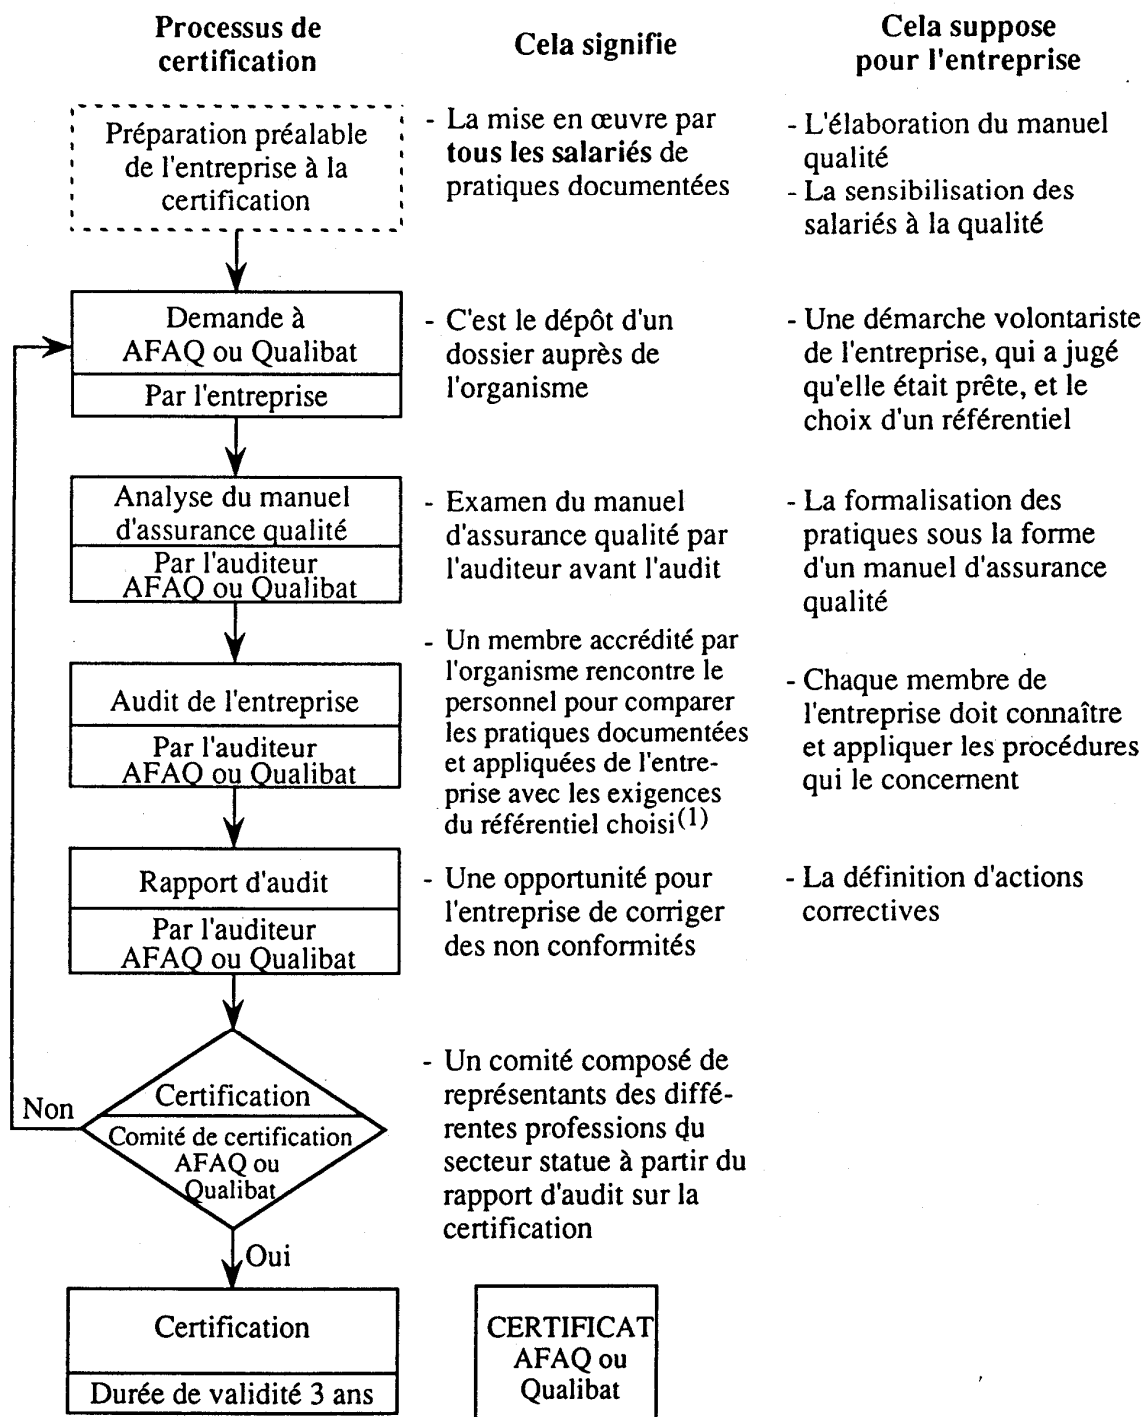 Processus de
certification
Cela signifie
Cela suppose
pour l'entreprise
Préparation préalable
de l'entreprise à la
certification
- La mise en œuvre par
tous les salariés de
pratiques documentées
- L'élaboration du manuel
qualité
- La sensibilisation des
salariés à la qualité
Demande à
AFAQ ou Qualibat
Par l'entreprise
- C'est le dépôt d'un
dossier auprès de
l'organisme
- Une démarche volontariste
de l'entreprise, qui a jugé
qu'elle était prête, et le
choix d'un référentiel
Analyse du manuel
d'assurance qualité
Par l'auditeur
AFAQ ou Qualibat
- Examen du manuel
d'assurance qualité par
l'auditeur avant l'audit
- La formalisation des
pratiques sous la forme
d'un manuel d'assurance
qualité
Audit de l'entreprise
Par l'auditeur
AFAQ ou Qualibat
- Un membre accrédité par
l'organisme rencontre le
personnel pour comparer
les pratiques documentées
et appliquées de l'entre-
prise avec les exigences
du référentiel choisi(1)
- Chaque membre de
l'entreprise doit connaître
et appliquer les procédures
qui le concernent
Rapport d'audit
Par l'auditeur
AFAQ ou Qualibat
- Une opportunité pour
l'entreprise de corriger
des non conformités
- La définition d'actions
correctives
Non
Certification
Comité de certification
AFAQ ou
Qualibat
- Un comité composé de
représentants des diffé-
rentes professions du
secteur statue à partir du
rapport d'audit sur la
certification
Oui
Certification
Durée de validité 3 ans
CERTIFICAT
AFAQ ou
Qualibat